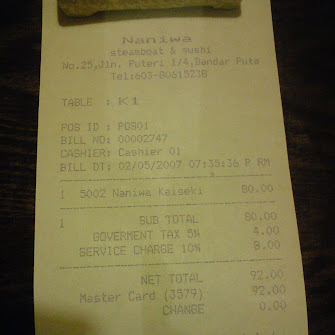 Naniwa
steamboat & sushi
No.25,Jln. Puteri 1/4,Bandar Pute
Tel:603-80615238
TABLE : K1
POS ID : POS01
BILL NO: 00002747
CASHIER: Cashier 01
BILL DT: 02/05/2007 07:35:36 P RM
1 5002 Naniwa Kaiseki 80.00
1
SUB TOTAL 80.00
GOVERMENT TAX 5% 4.00
SERVICE CHARGE 10% 8.00
NET TOTAL 92.00
Master Card (3579) 92.00
CHANGE 0.00